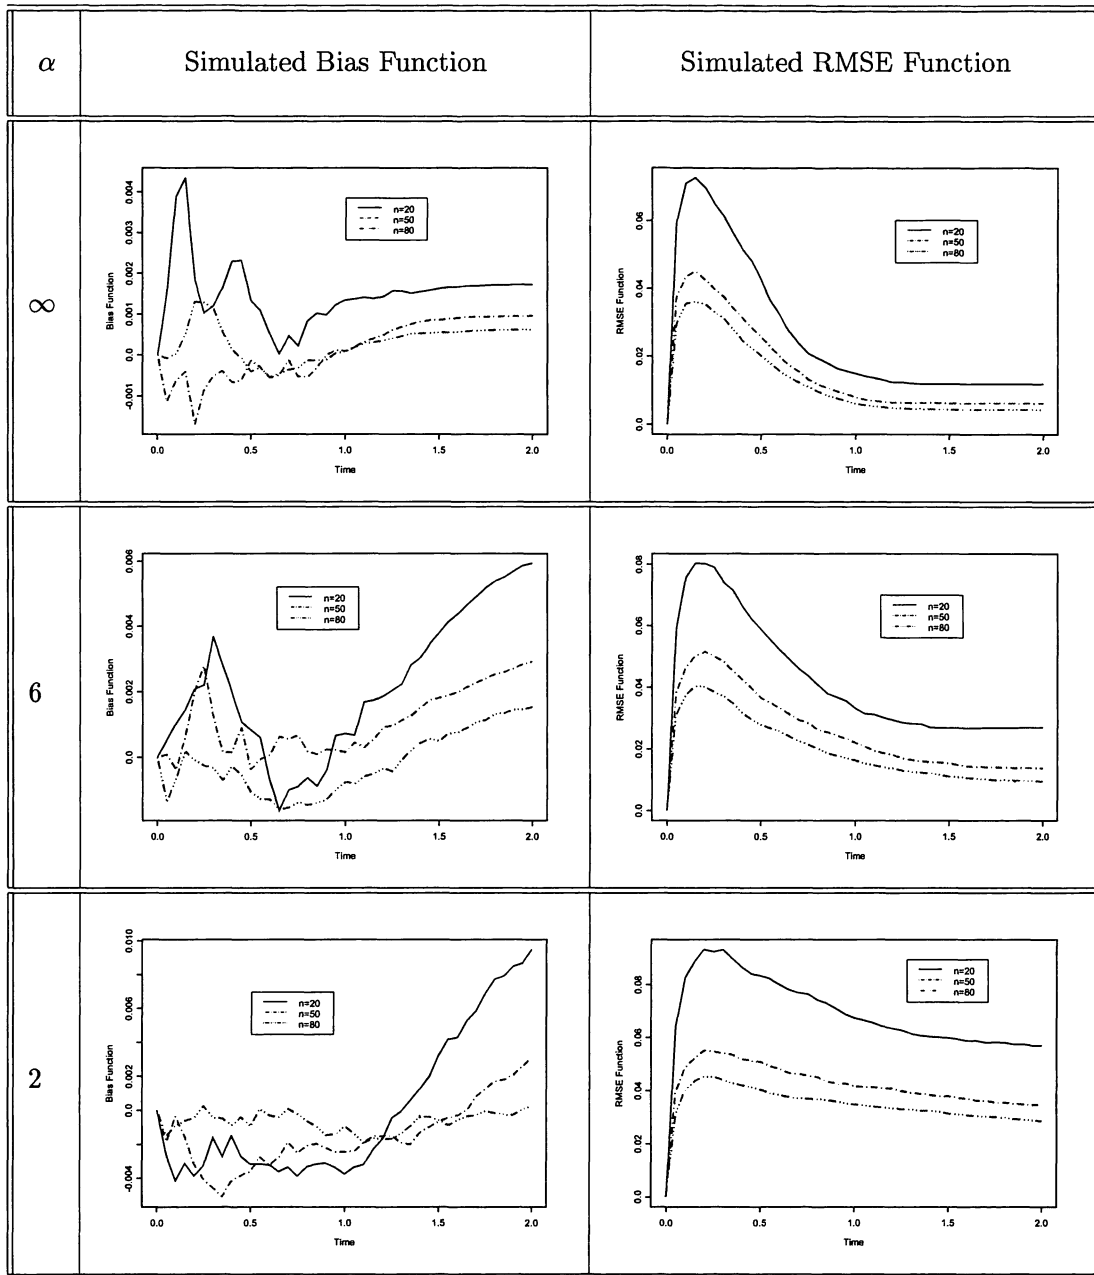 α Simulated Bias Function Simulated RMSE Function
∞
Bias Function
0.004
0.003
0.002
0.001
0.0
-0.001
n=20
n=50
n=80
0.0 0.5 1.0 1.5 2.0
Time
RMSE Function
0.06
0.04
0.02
0.0
n=20
n=50
n=80
0.0 0.5 1.0 1.5 2.0
Time
6
Bias Function
0.006
0.004
0.002
0.0
n=20
n=50
n=80
0.0 0.5 1.0 1.5 2.0
Time
RMSE Function
0.08
0.06
0.04
0.02
0.0
n=20
n=50
n=80
0.0 0.5 1.0 1.5 2.0
Time
2
Bias Function
0.010
0.006
0.002
0.0
-0.004
n=20
n=50
n=80
0.0 0.5 1.0 1.5 2.0
Time
RMSE Function
0.08
0.06
0.04
0.02
0.0
n=20
n=50
n=80
0.0 0.5 1.0 1.5 2.0
Time